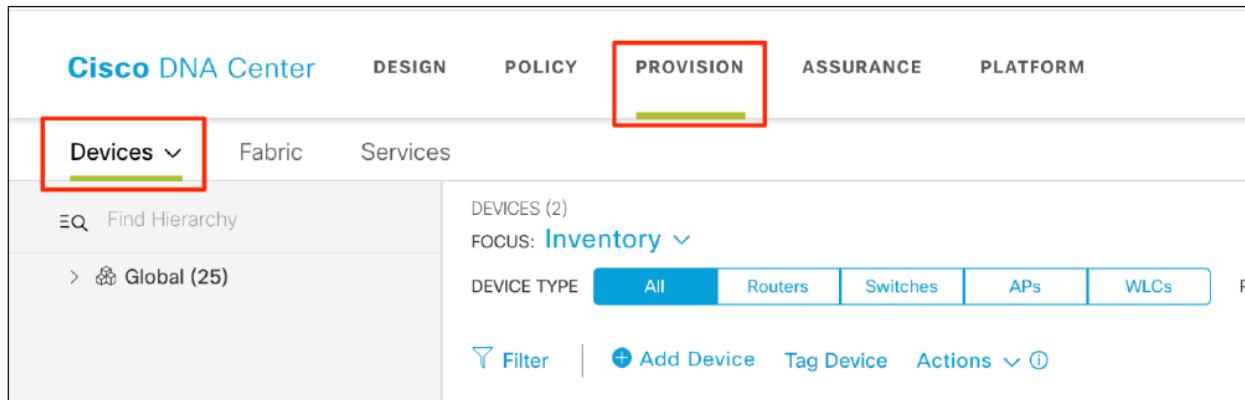 Cisco DNA Center DESIGN POLICY PROVISION ASSURANCE PLATFORM
Devices Fabric Services
Find Hierarchy
Global (25)
DEVICES (2)
FOCUS: Inventory
DEVICE TYPE All Routers Switches APs WLCs
Filter Add Device Tag Device Actions